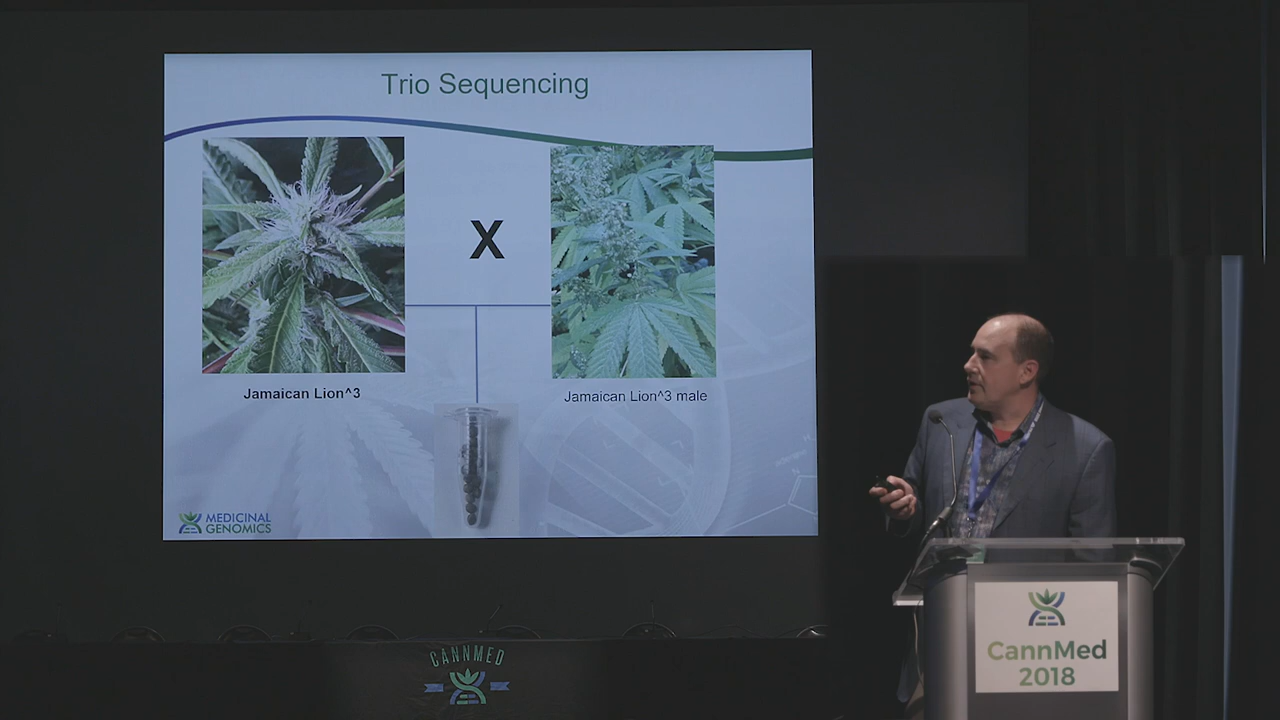 Trio Sequencing
X
Jamaican Lion^3
Jamaican Lion^3 male
MEDICINAL
GENOMICS
CANNMED
CannMed
2018